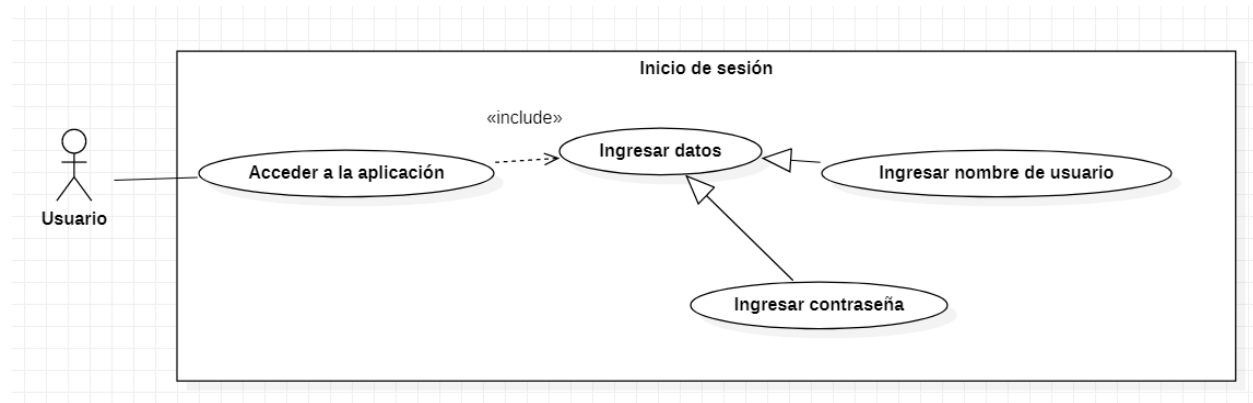 Inicio de sesión
«include»
Ingresar datos
Acceder a la aplicación
Ingresar nombre de usuario
Usuario
Ingresar contraseña